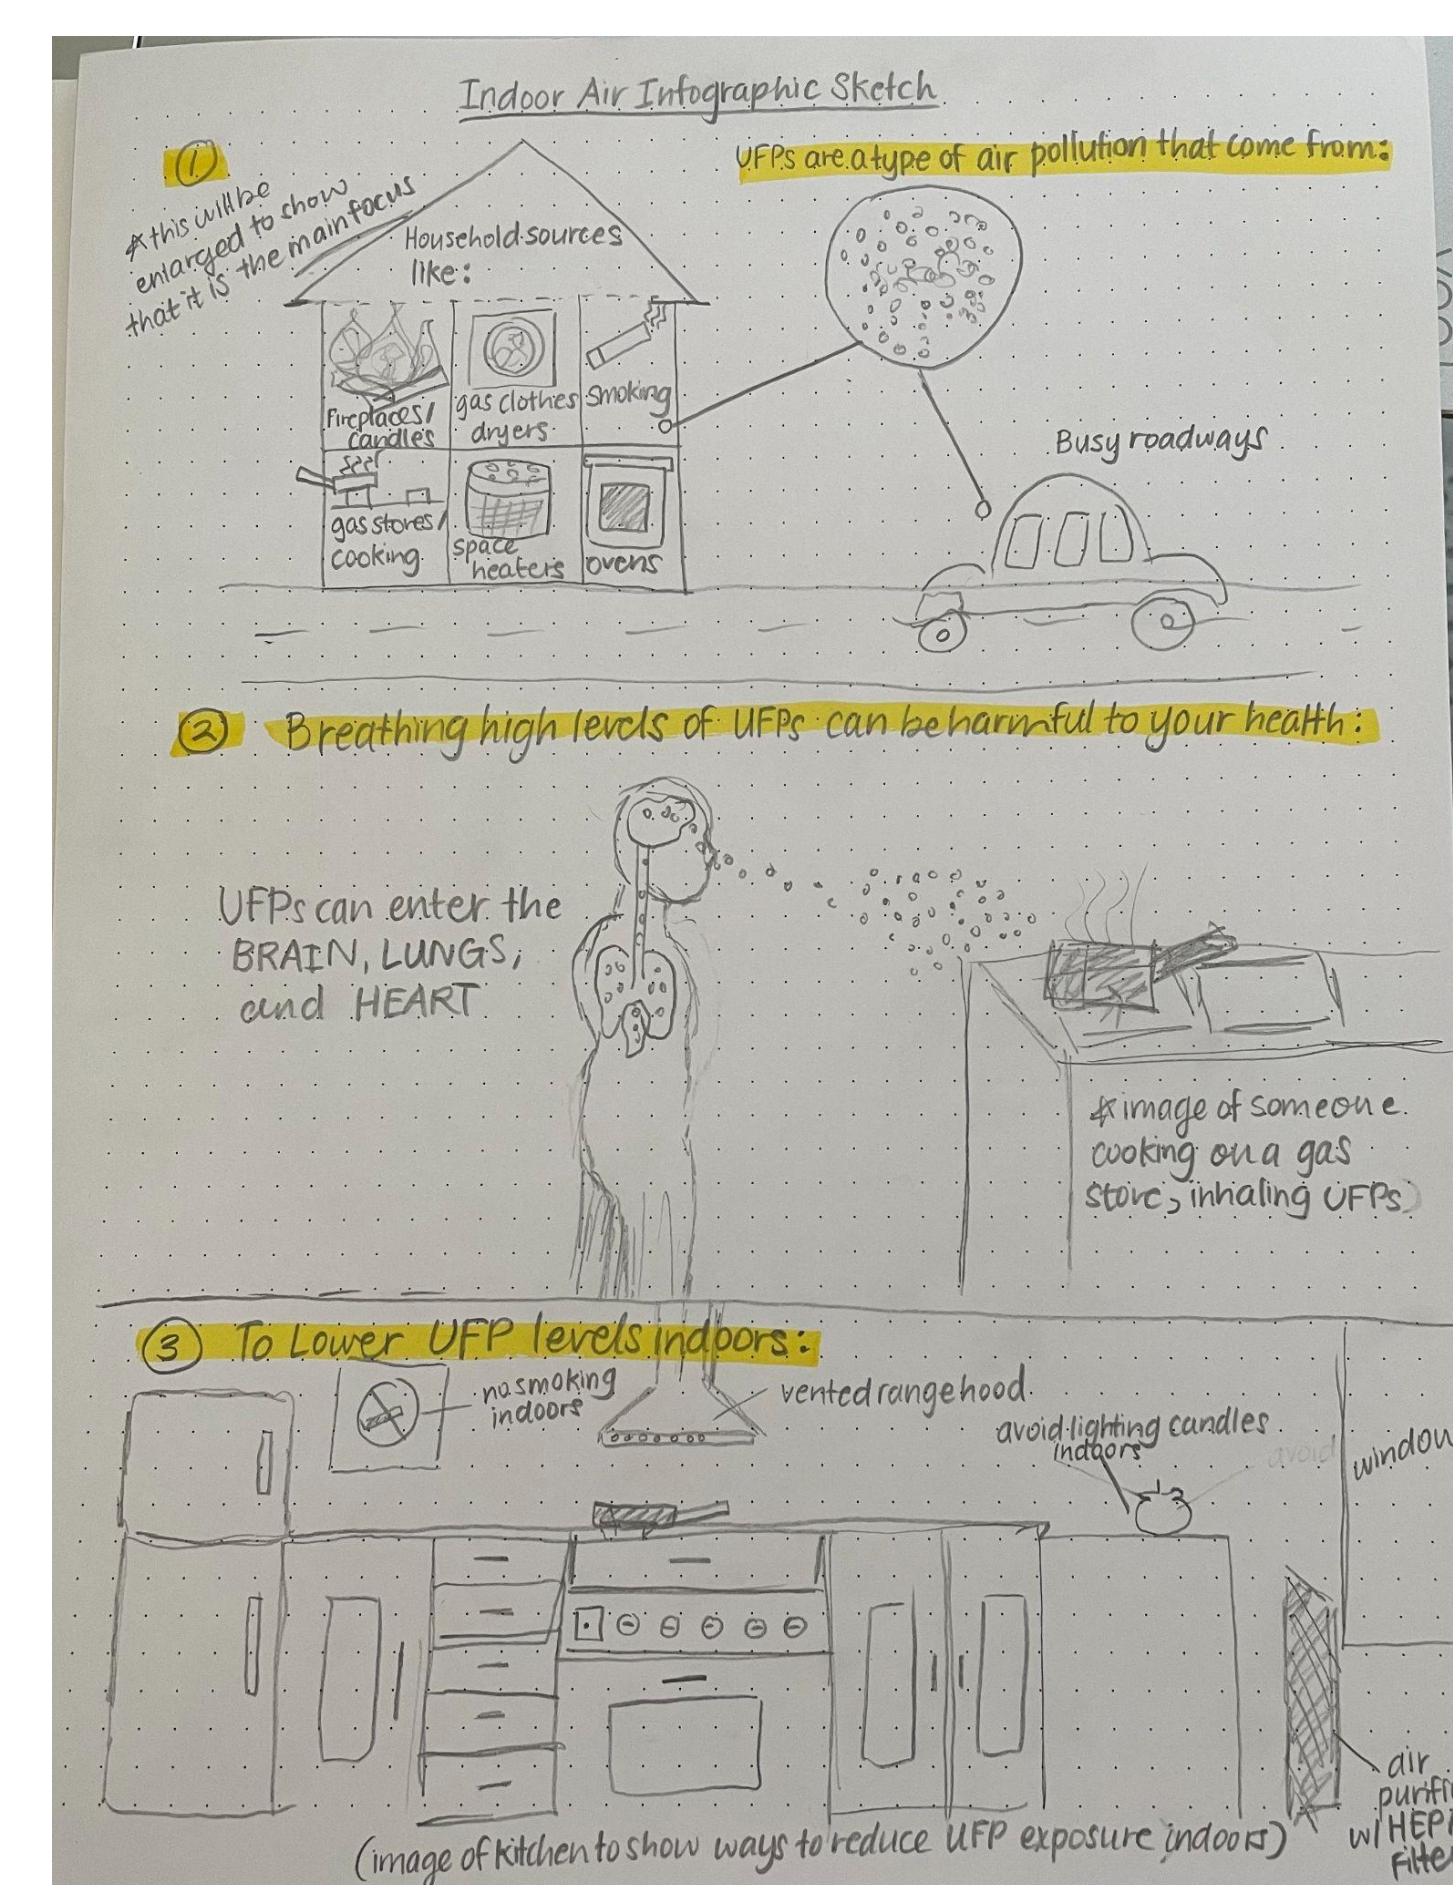 Indoor Air Infographic Sketch
①
UFPs are a type of air pollution that come from:
* this will be
enlarged to show
that it is the main focus
Household sources
like:
Fireplaces/
candles
gas clothes
dryers
Smoking
gas stoves/
cooking
space
heaters
ovens
Busy roadways
② Breathing high levels of UFPs can be harmful to your health:
UFPs can enter the
BRAIN, LUNGS,
and HEART
* image of someone
cooking on a gas
stove, inhaling UFPs
③ To Lower UFP levels indoors:
no smoking
indoors
vented range hood
avoid lighting candles
indoors
avoid
window
air
purifi
w/ HEPA
Filte
(image of kitchen to show ways to reduce UFP exposure indoors)